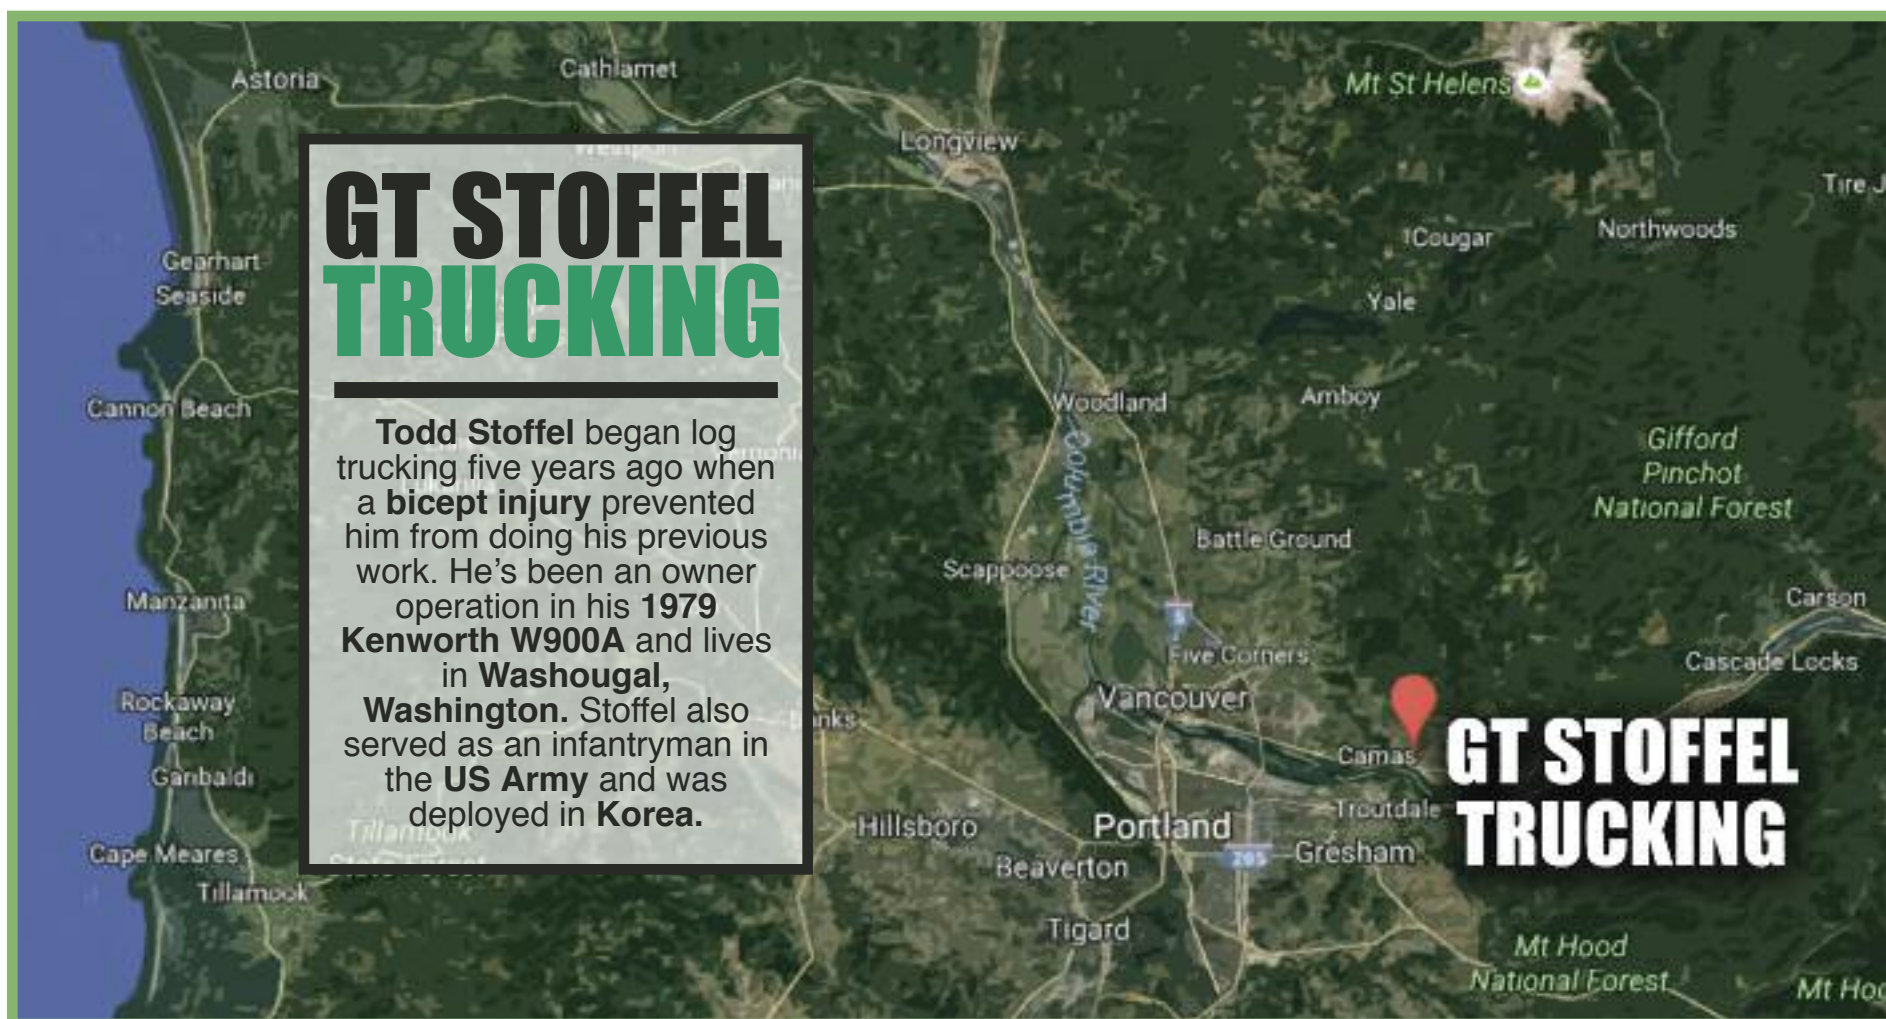 Astoria
Cathlamet
Mt St Helens
Longview
GT STOFFEL
TRUCKING
Todd Stoffel began log
trucking five years ago when
a bicept injury prevented
him from doing his previous
work. He’s been an owner
operation in his 1979
Kenworth W900A and lives
in Washougal,
Washington. Stoffel also
served as an infantryman in
the US Army and was
deployed in Korea.
Cougar
Northwoods
Gearhart
Seaside
Yale
Cannon Beach
Woodland
Amboy
Gifford
Pinchot
National Forest
Columbia River
Battle Ground
Scappoose
Manzanita
Carson
5
Five Corners
Cascade Locks
Rockaway
Beach
Vancouver
Camas
GT STOFFEL
TRUCKING
Garibaldi
Troutdale
Hillsboro
Portland
Tillamook
Cape Meares
205
Gresham
Beaverton
Tillamook
Tigard
Mt Hood
National Forest